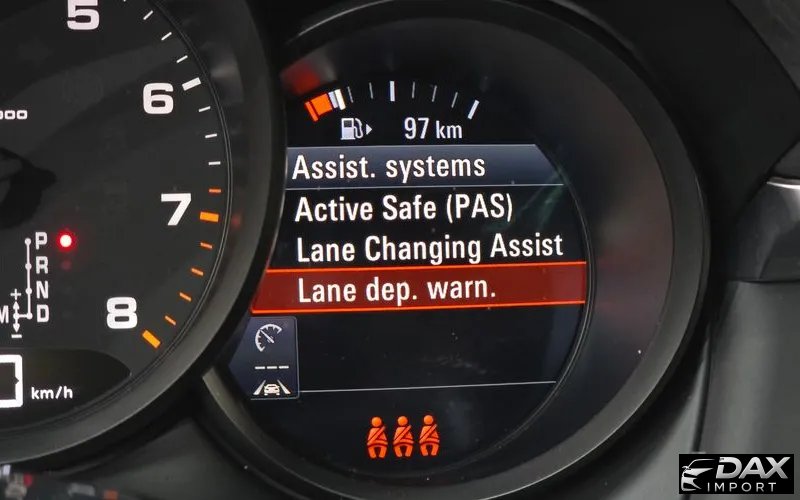 5
6
7
8
000
P
R
N
M D
+
-
km/h
97 km
Assist. systems
Active Safe (PAS)
Lane Changing Assist
Lane dep. warn.
---
DAX
IMPORT